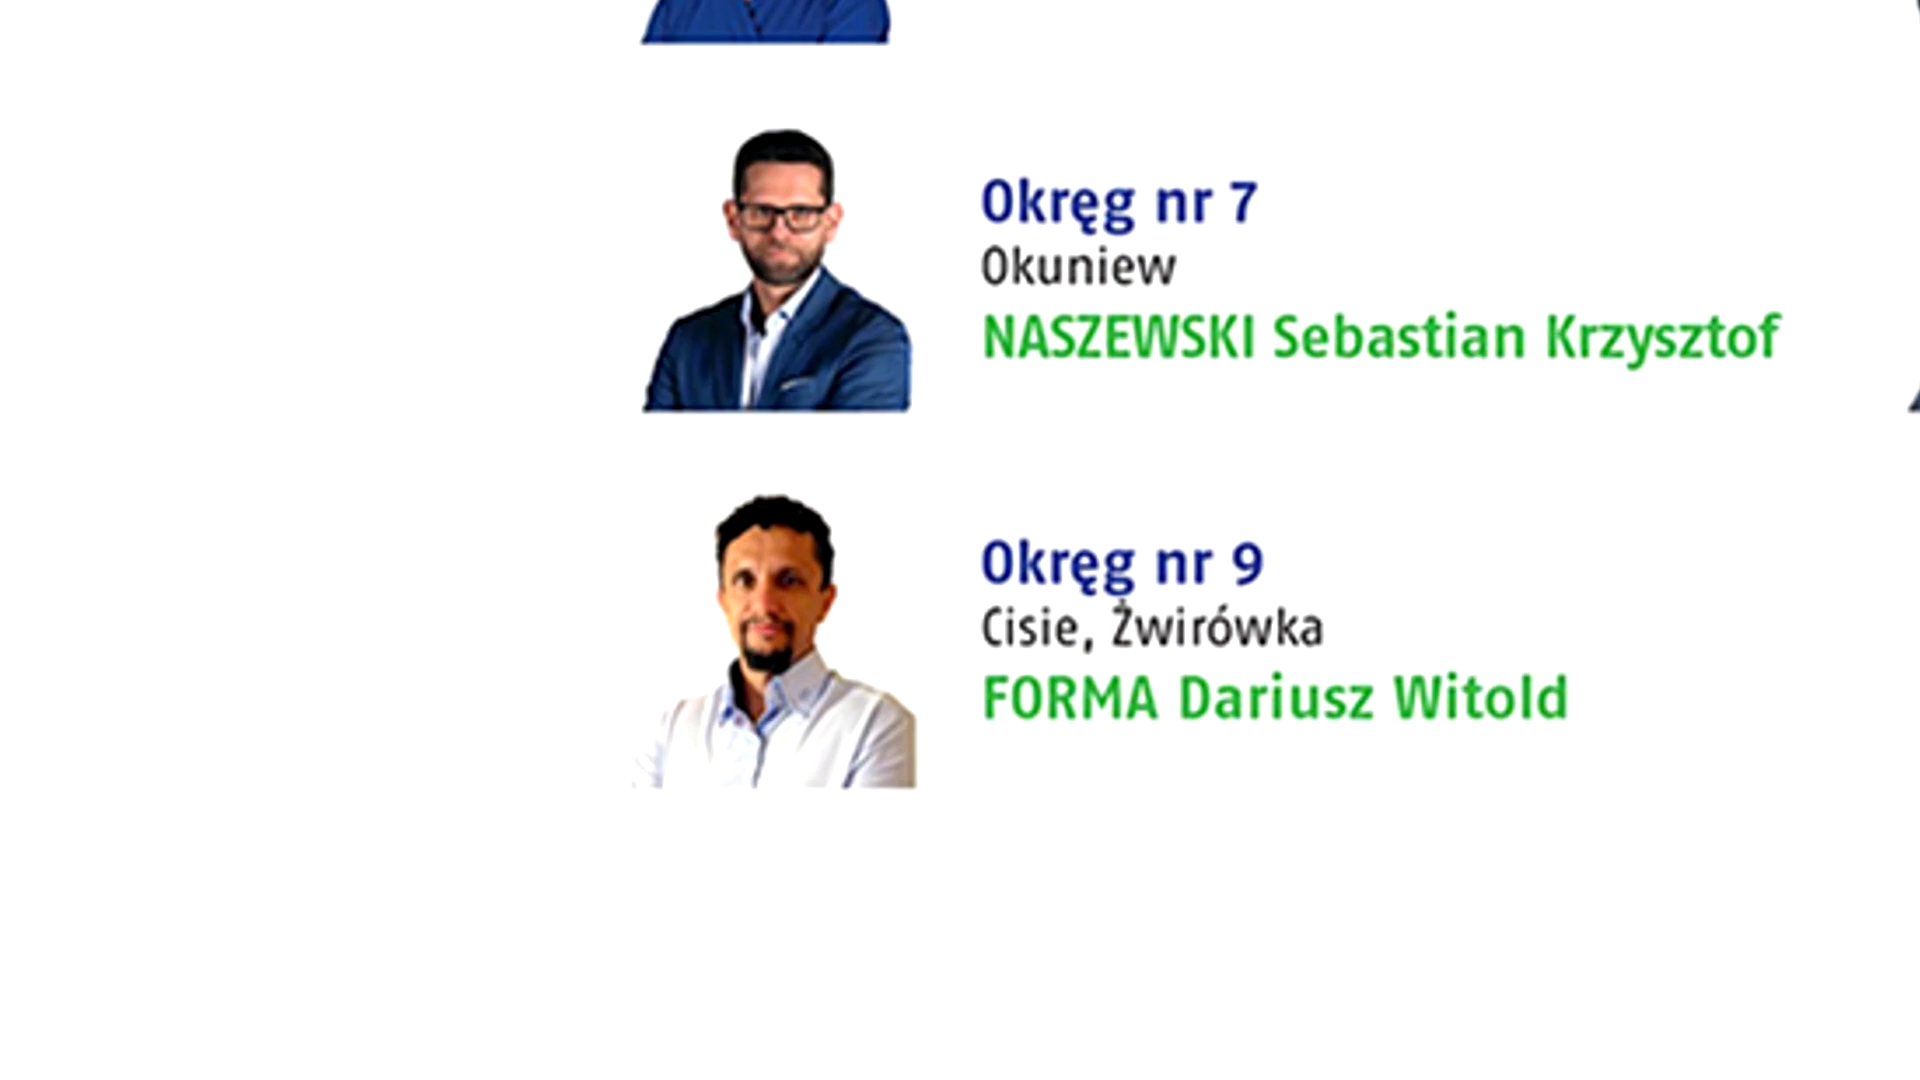 Okręg nr 7
Okuniew
NASZEWSKI Sebastian Krzysztof
Okręg nr 9
Cisie, Żwirówka
FORMA Dariusz Witold